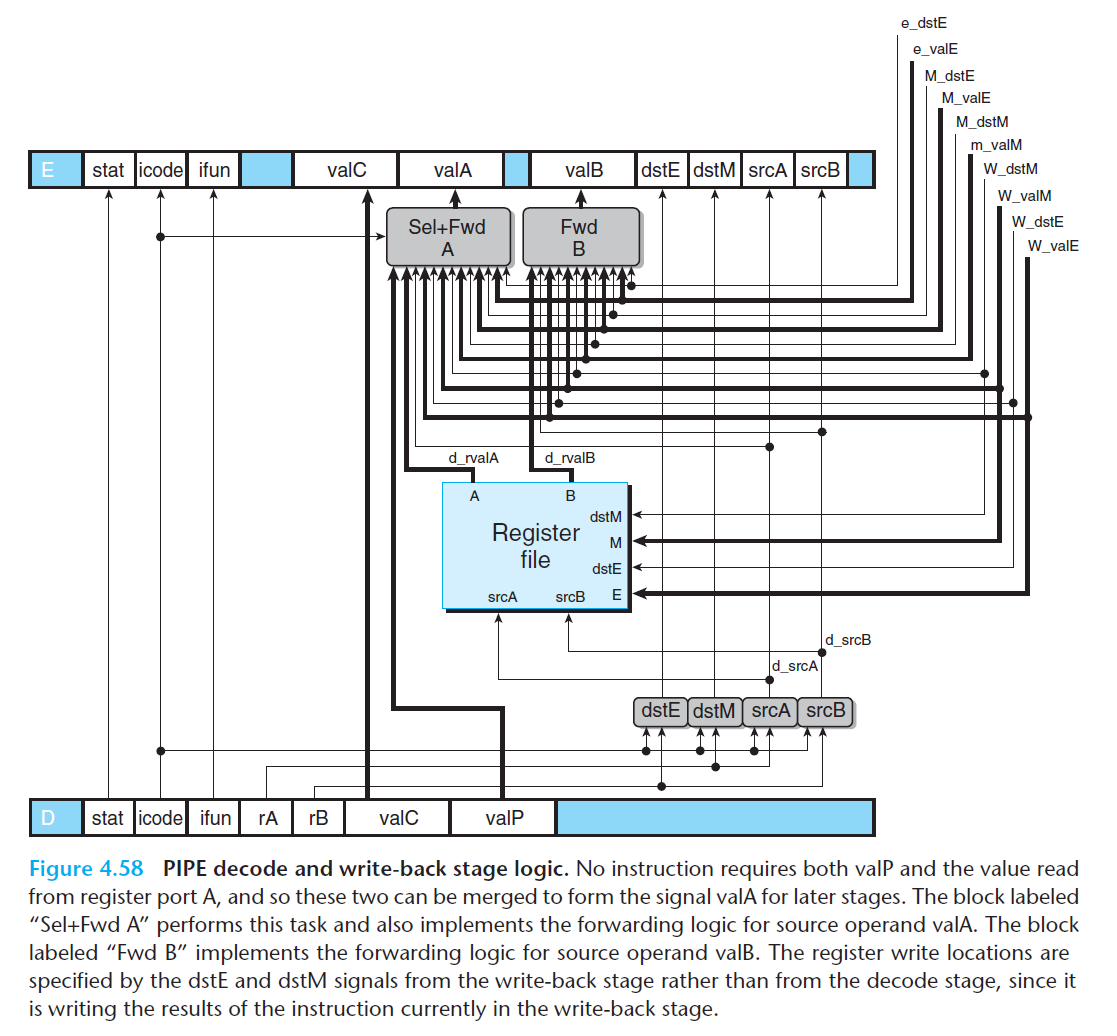 e_dstE
e_valE
M_dstE
M_valE
M_dstM
m_valM
W_dstM
W_valM
W_dstE
W_valE
E stat icode ifun valC valA valB dstE dstM srcA srcB
Sel+Fwd
A
Fwd
B
d_rvalA d_rvalB
A B
dstM
Register
file
M
dstE
srcA srcB E
d_srcB
d_srcA
dstE dstM srcA srcB
D stat icode ifun rA rB valC valP
Figure 4.58 PIPE decode and write-back stage logic. No instruction requires both valP and the value read
from register port A, and so these two can be merged to form the signal valA for later stages. The block labeled
“Sel+Fwd A” performs this task and also implements the forwarding logic for source operand valA. The block
labeled “Fwd B” implements the forwarding logic for source operand valB. The register write locations are
specified by the dstE and dstM signals from the write-back stage rather than from the decode stage, since it
is writing the results of the instruction currently in the write-back stage.